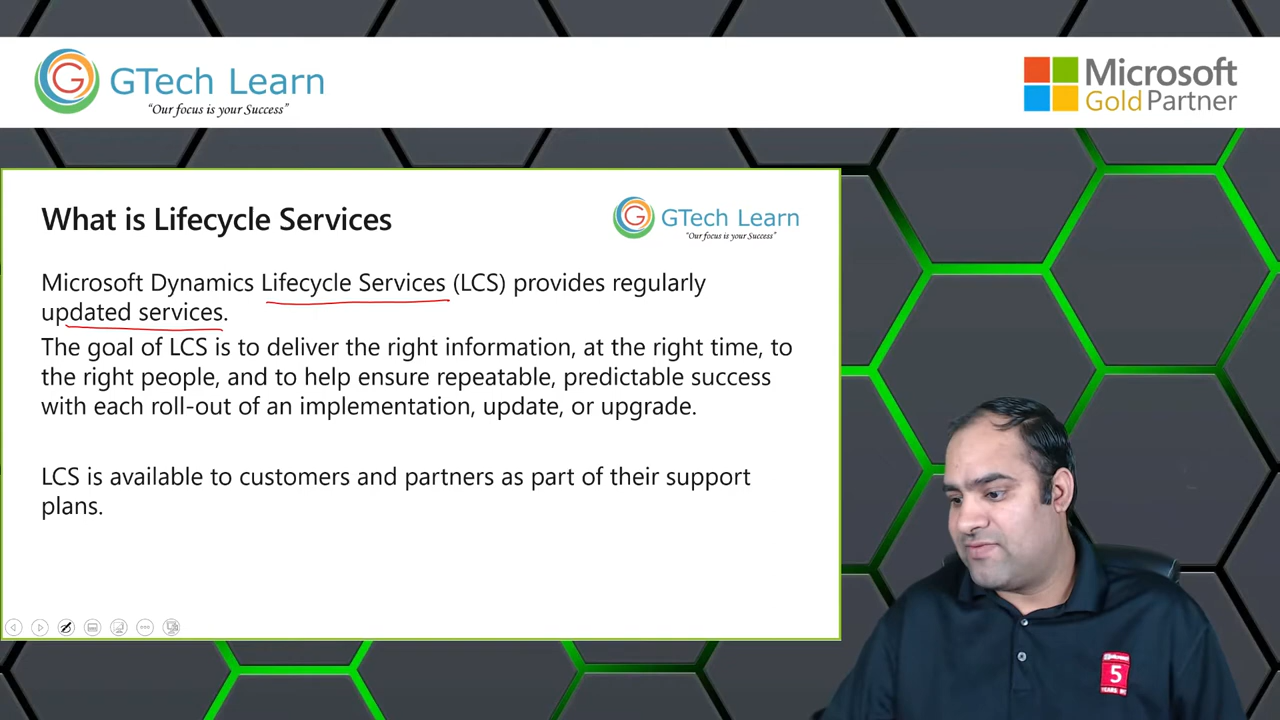 GTech Learn
"Our focus is your Success"
Microsoft
Gold Partner
What is Lifecycle Services
GTech Learn
"Our focus is your Success"
Microsoft Dynamics Lifecycle Services (LCS) provides regularly
updated services.
The goal of LCS is to deliver the right information, at the right time, to
the right people, and to help ensure repeatable, predictable success
with each roll-out of an implementation, update, or upgrade.
LCS is available to customers and partners as part of their support
plans.
5